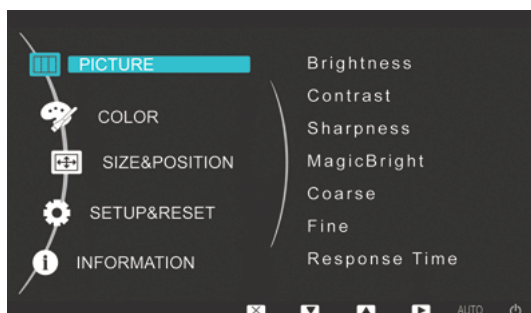 PICTURE
COLOR
SIZE&POSITION
SETUP&RESET
INFORMATION
Brightness
Contrast
Sharpness
MagicBright
Coarse
Fine
Response Time
AUTO